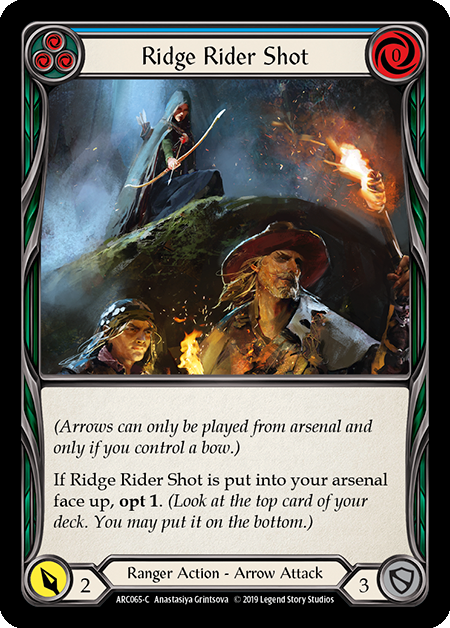 Ridge Rider Shot
0
(Arrows can only be played from arsenal and
only if you control a bow.)
If Ridge Rider Shot is put into your arsenal
face up, opt 1. (Look at the top card of your
deck. You may put it on the bottom.)
2
Ranger Action - Arrow Attack
3
ARC065-C Anastasiya Grintsova © 2019 Legend Story Studios